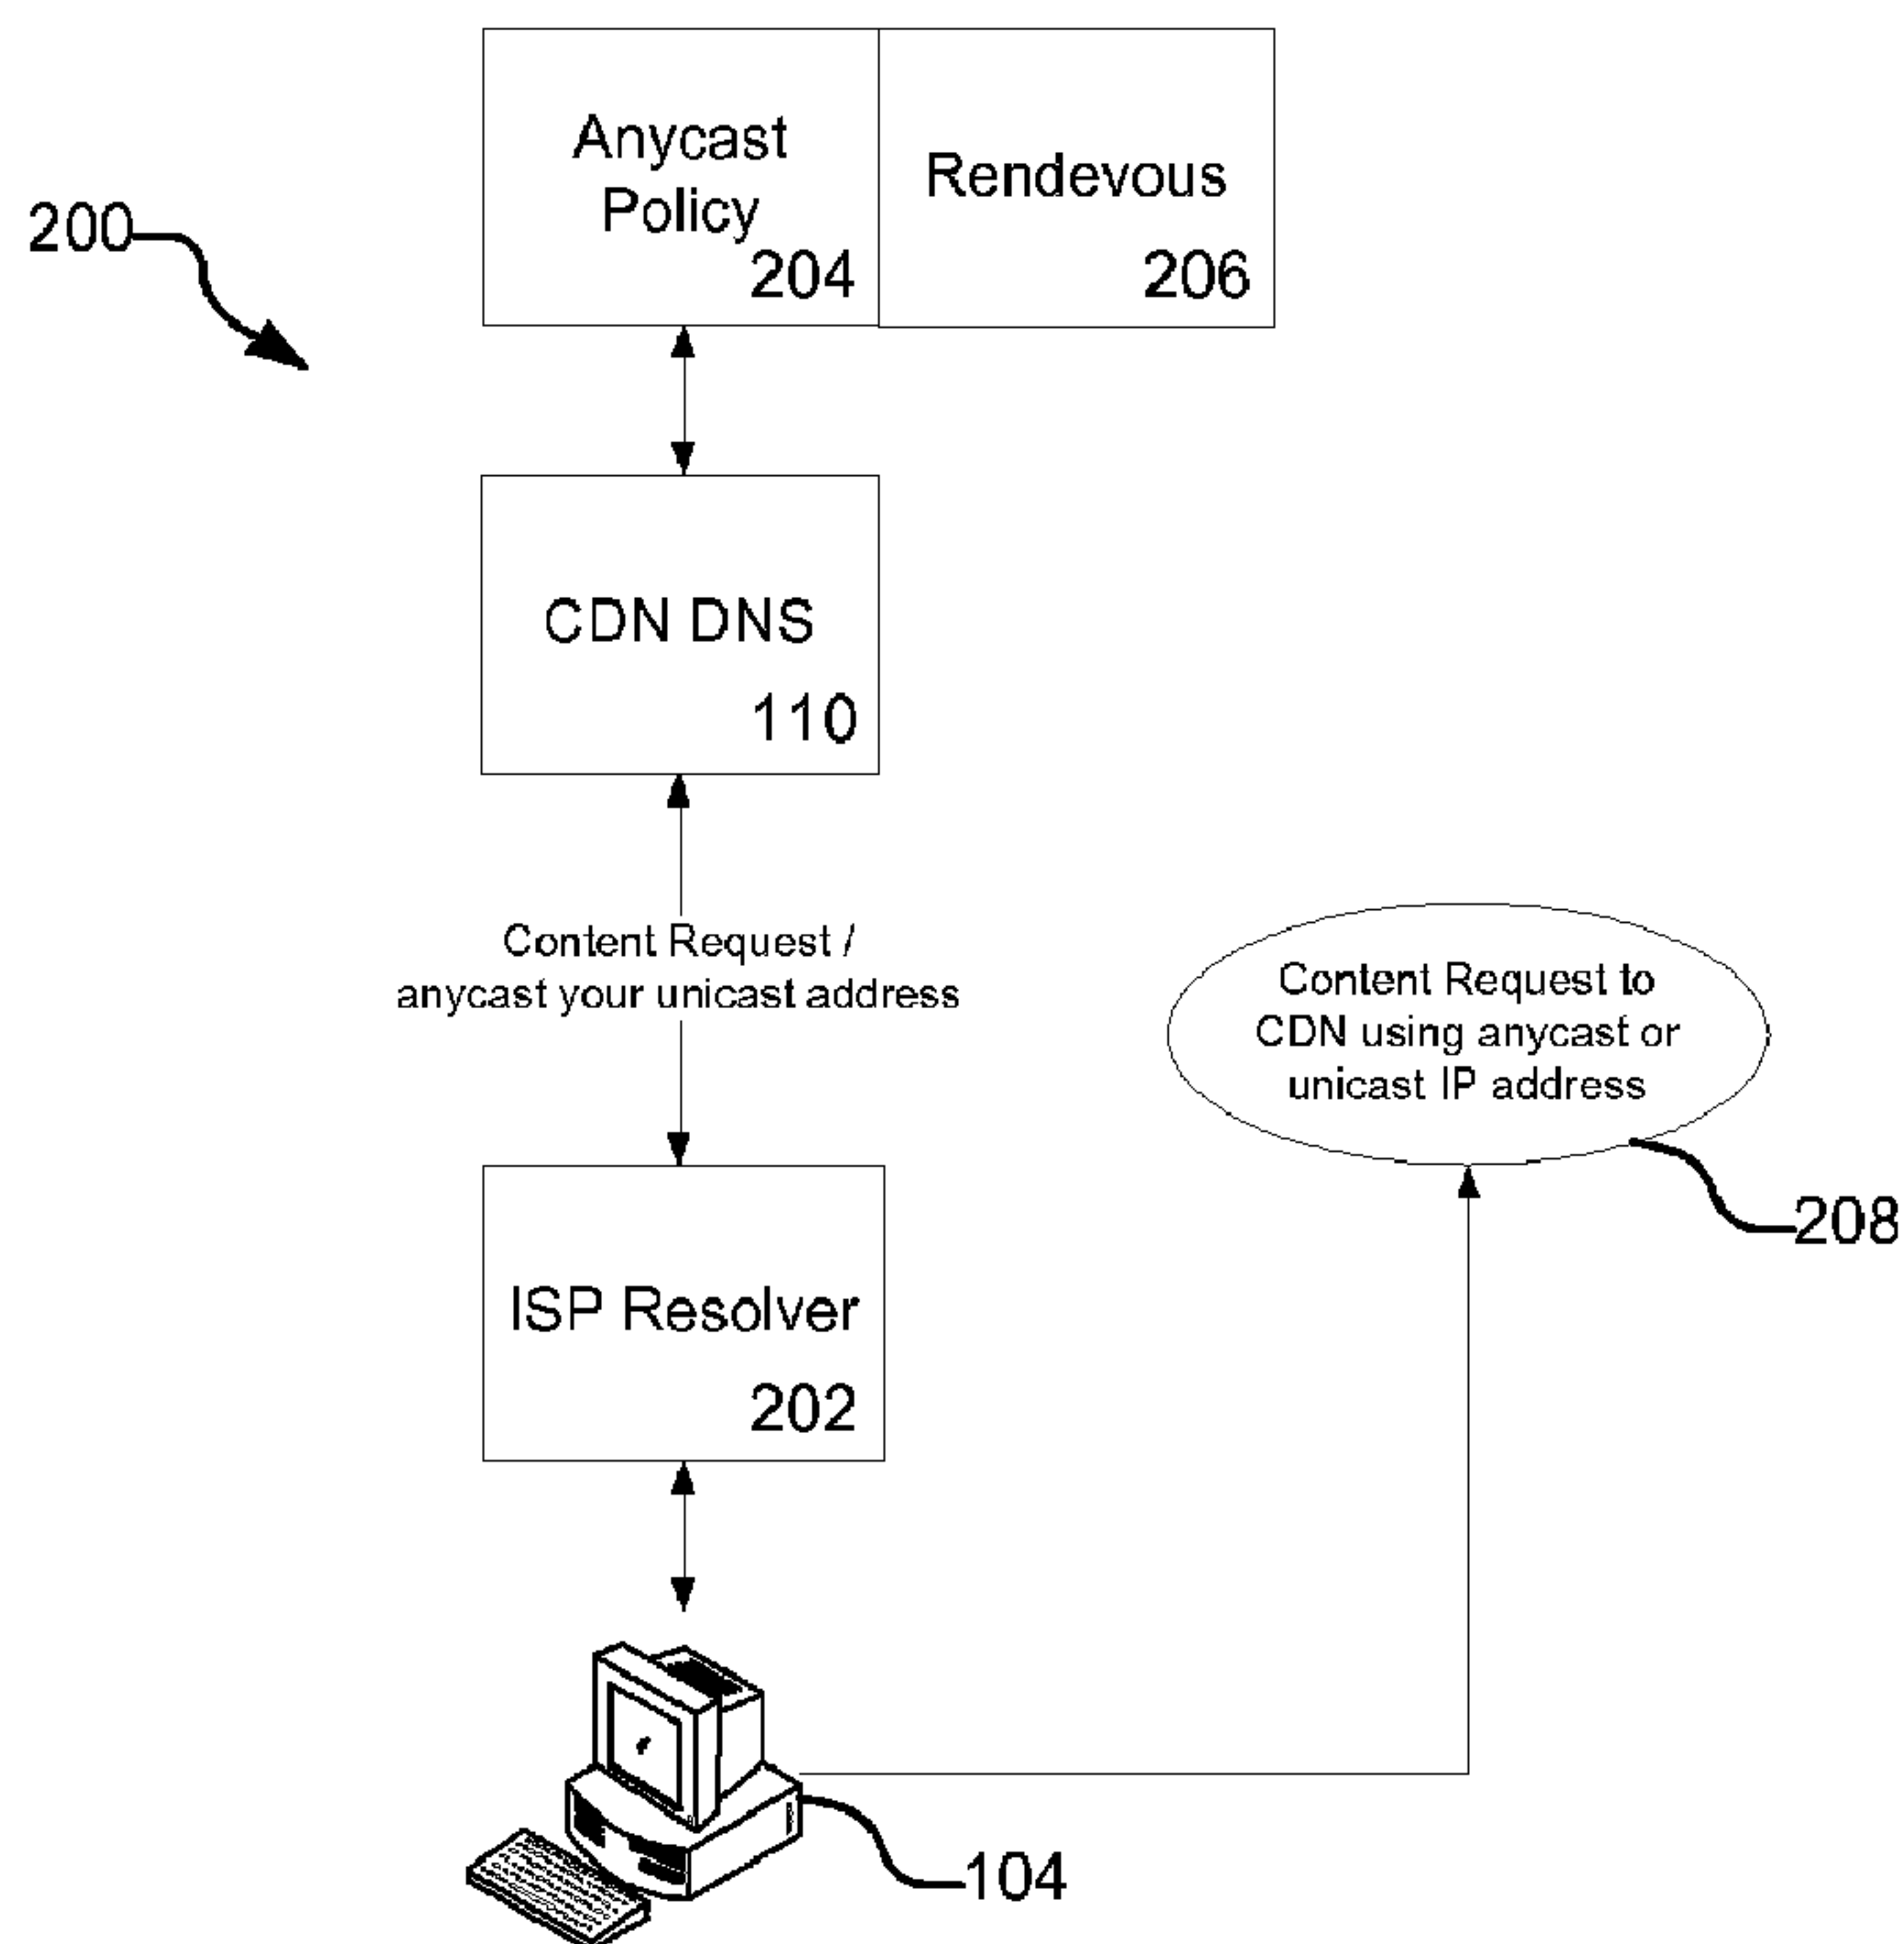 Anycast
Policy
204
Rendevous
206
200
CDN DNS
110
Content Request /
anycast your unicast address
Content Request to
CDN using anycast or
unicast IP address
208
ISP Resolver
202
104